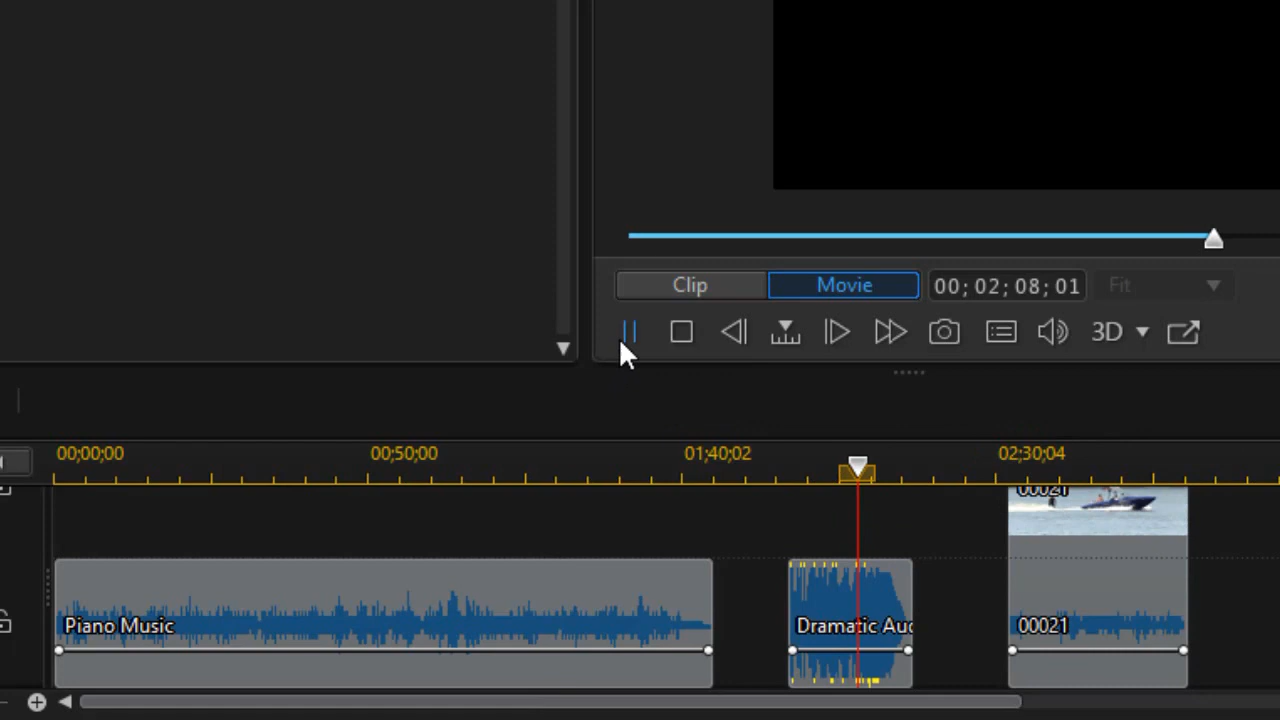 Clip Movie 00; 02; 08; 01 Fit
3D
00;00;00 00;50;00 01;40;02 02;30;04
00021
Piano Music Dramatic Aud 00021